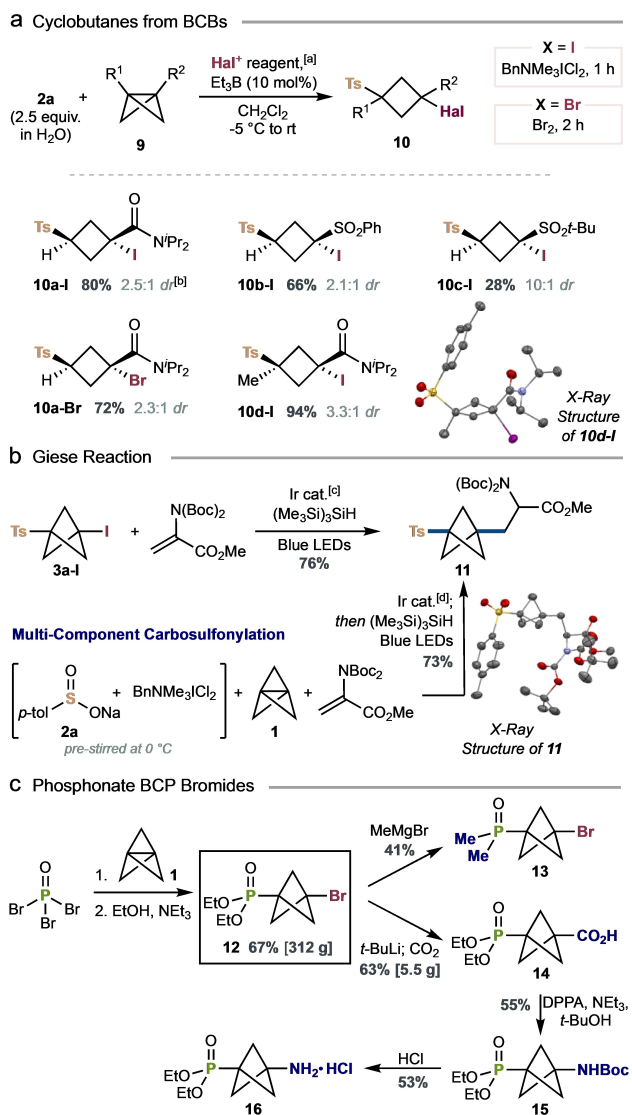 a Cyclobutanes from BCBs
R¹ R²
2a + (2.5 equiv. in H₂O)
9
Hal⁺ reagent,[a]
Et₃B (10 mol%)
CH₂Cl₂
-5 °C to rt
Ts R² R¹ Hal
10
X = I
BnNMe₃ICl₂, 1 h
X = Br
Br₂, 2 h
Ts H O NⁱPr₂ I
10a-I 80% 2.5:1 dr[b]
Ts H SO₂Ph I
10b-I 66% 2.1:1 dr
Ts H SO₂t-Bu I
10c-I 28% 10:1 dr
Ts H O NⁱPr₂ Br
10a-Br 72% 2.3:1 dr
Ts Me O NⁱPr₂ I
10d-I 94% 3.3:1 dr
X-Ray
Structure
of 10d-I
b Giese Reaction
Ts I
3a-I
+
N(Boc)₂
CO₂Me
Ir cat.[c]
(Me₃Si)₃SiH
Blue LEDs
76%
(Boc)₂N
CO₂Me
Ts
11
Multi-Component Carbosulfonylation
O
p-tol S ONa
2a
+ BnNMe₃ICl₂
pre-stirred at 0 °C
+
1
+
NBoc₂
CO₂Me
Ir cat.[d];
then (Me₃Si)₃SiH
Blue LEDs
73%
X-Ray
Structure of 11
c Phosphonate BCP Bromides
O
Br P Br
Br
1. 1
2. EtOH, NEt₃
O
EtO P Br
EtO
12 67% [312 g]
MeMgBr
41%
O
Me P Br
Me
13
t-BuLi; CO₂
63% [5.5 g]
O
EtO P CO₂H
EtO
14
55%
DPPA, NEt₃,
t-BuOH
O
EtO P NHBoc
EtO
15
HCl
53%
O
EtO P NH₂•HCl
EtO
16